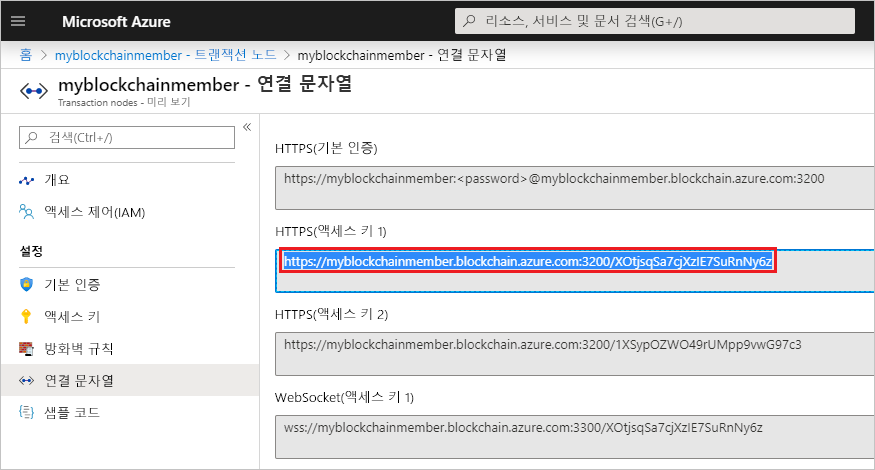 Microsoft Azure
리소스, 서비스 및 문서 검색(G+/)
홈 > myblockchainmember - 트랜잭션 노드 > myblockchainmember - 연결 문자열
myblockchainmember - 연결 문자열
Transaction nodes - 미리 보기
검색(Ctrl+/)
개요
액세스 제어(IAM)
설정
기본 인증
액세스 키
방화벽 규칙
연결 문자열
샘플 코드
HTTPS(기본 인증)
https://myblockchainmember:<password>@myblockchainmember.blockchain.azure.com:3200
HTTPS(액세스 키 1)
https://myblockchainmember.blockchain.azure.com:3200/XOtjsqSa7cjXzIE7SuRnNy6z
HTTPS(액세스 키 2)
https://myblockchainmember.blockchain.azure.com:3200/1XSypOZWO49rUMpp9vwG97c3
WebSocket(액세스 키 1)
wss://myblockchainmember.blockchain.azure.com:3300/XOtjsqSa7cjXzIE7SuRnNy6z